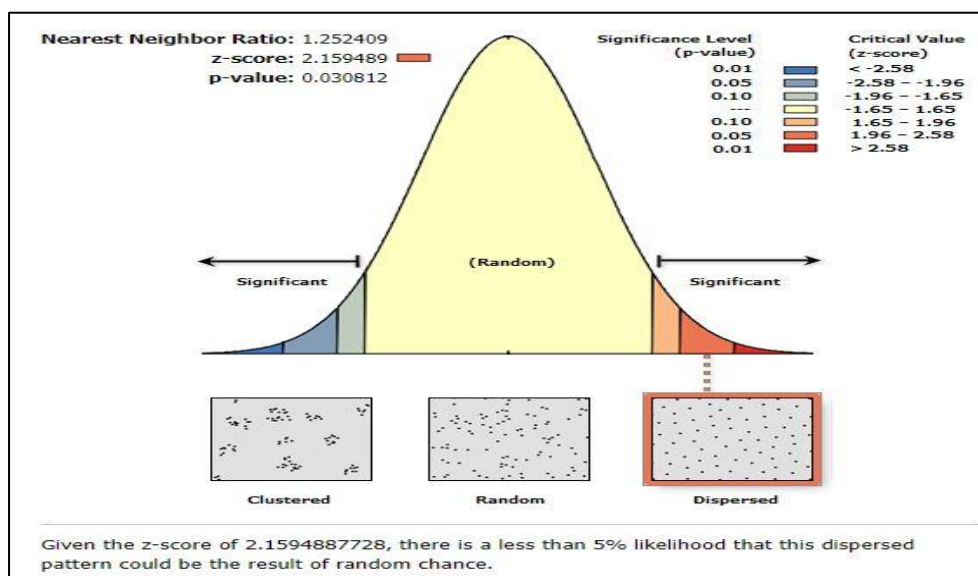 Nearest Neighbor Ratio: 1.252409
z-score: 2.159489
p-value: 0.030812
Significance Level
(p-value)
Critical Value
(z-score)
0.01 < -2.58
0.05 -2.58 – -1.96
0.10 -1.96 – -1.65
--- -1.65 – 1.65
0.10 1.65 – 1.96
0.05 1.96 – 2.58
0.01 > 2.58
Significant
(Random)
Significant
Clustered
Random
Dispersed
Given the z-score of 2.1594887728, there is a less than 5% likelihood that this dispersed
pattern could be the result of random chance.